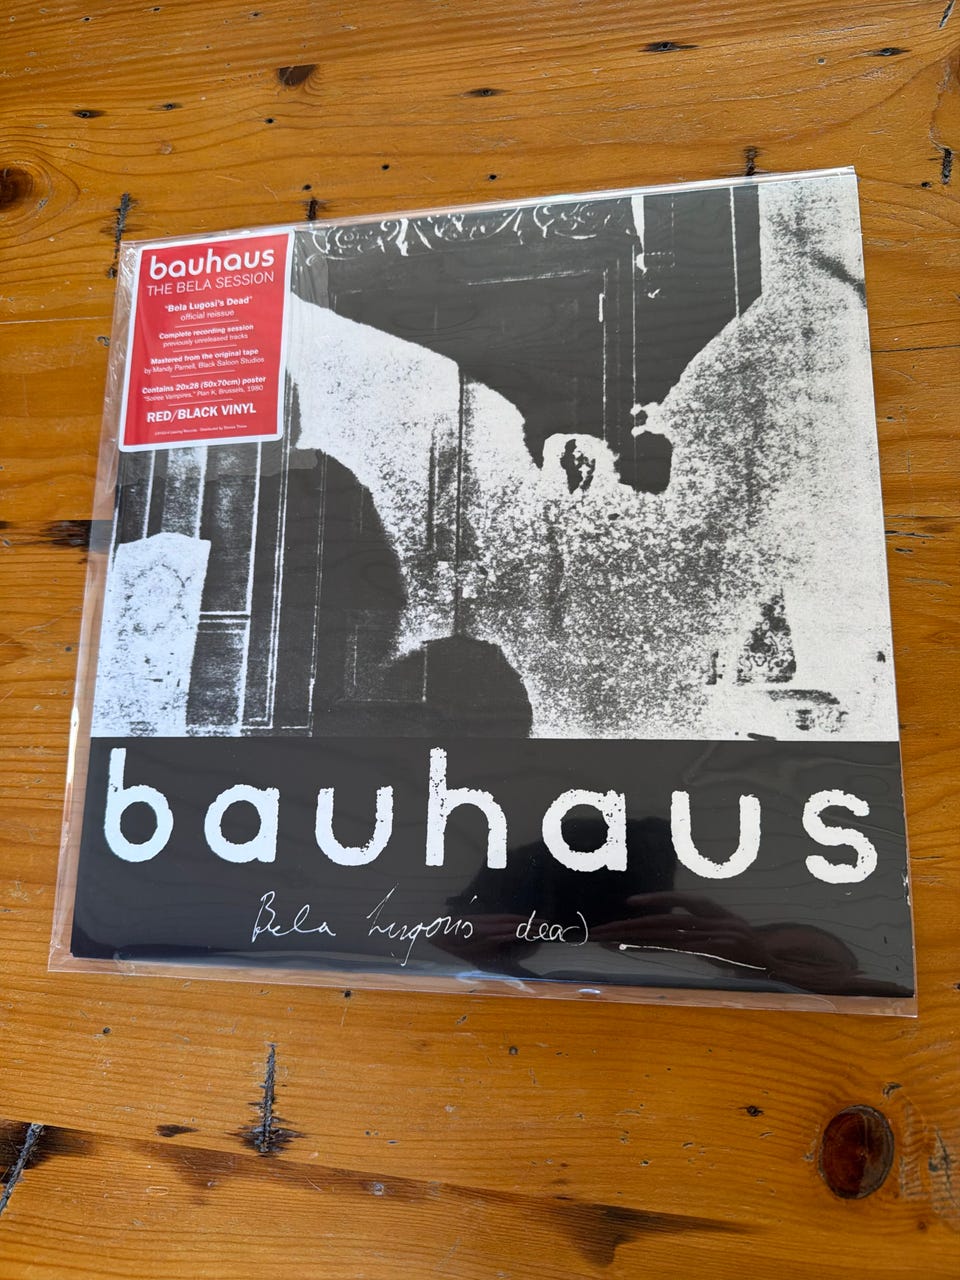 bauhaus
THE BELA SESSION
"Bela Lugosi's Dead"
official reissue
Complete recording session
previously unreleased tracks
Mastered from the original tape
by Mandy Parnell, Black Saloon Studios
Contains 20x28 (50x70cm) poster
"Soiree Vampires," Plan K, Brussels, 1980
RED/BLACK VINYL
bauhaus
Bela Lugosi's dead